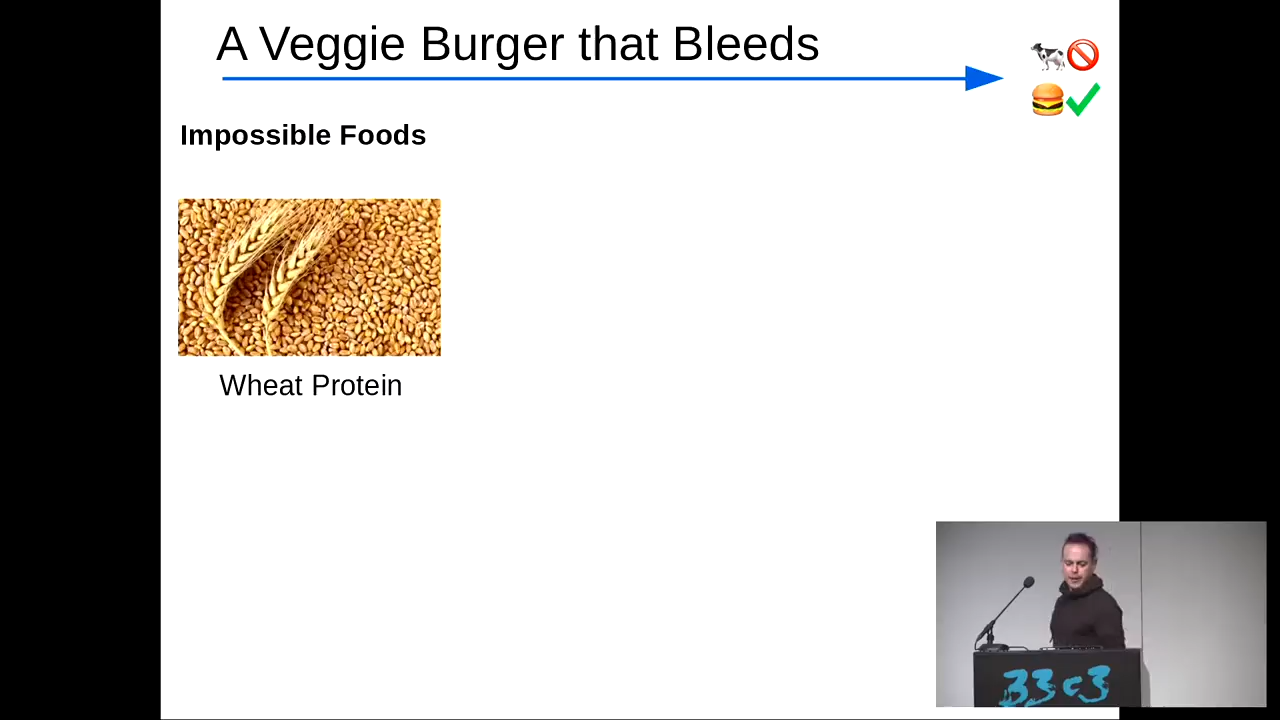 A Veggie Burger that Bleeds
Impossible Foods
Wheat Protein
33c3